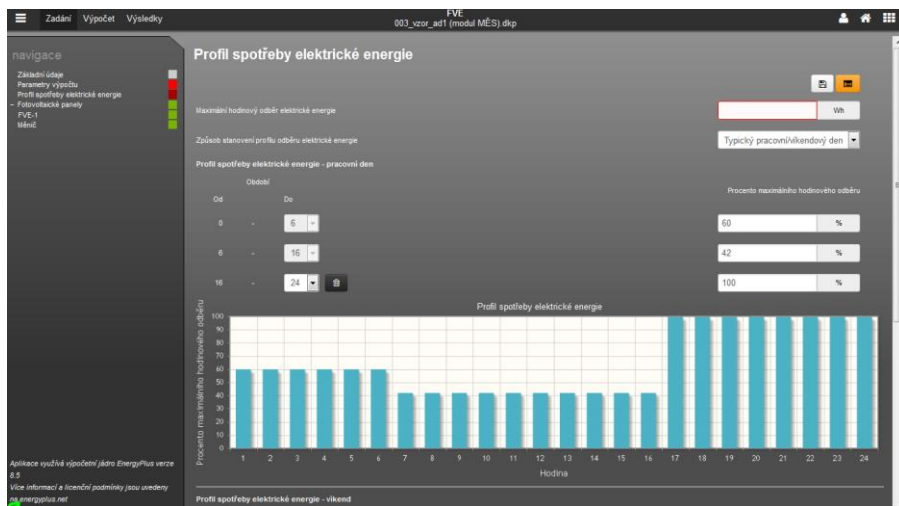 Zadání Výpočet Výsledky
FVE
003_vzor_ad1 (modul MĚS).dkp
navigace
Základní údaje
Parametry výpočtu
Profil spotřeby elektrické energie
- Fotovoltaické panely
FVE-1
Měnič
Aplikace využívá výpočetní jádro EnergyPlus verze
8.5
Více informací a licenční podmínky jsou uvedeny
na energyplus.net
Profil spotřeby elektrické energie
Maximální hodinový odběr elektrické energie
Wh
Způsob stanovení profilu odběru elektrické energie
Typický pracovní/víkendový den
Profil spotřeby elektrické energie - pracovní den
Období
Od Do
Procento maximálního hodinového odběru
0 - 6 60 %
6 - 16 42 %
16 - 24 100 %
Profil spotřeby elektrické energie
Procento maximálního hodinového odběru
100
90
80
70
60
50
40
30
20
10
0
1 2 3 4 5 6 7 8 9 10 11 12 13 14 15 16 17 18 19 20 21 22 23 24
Hodina
Profil spotřeby elektrické energie - víkend